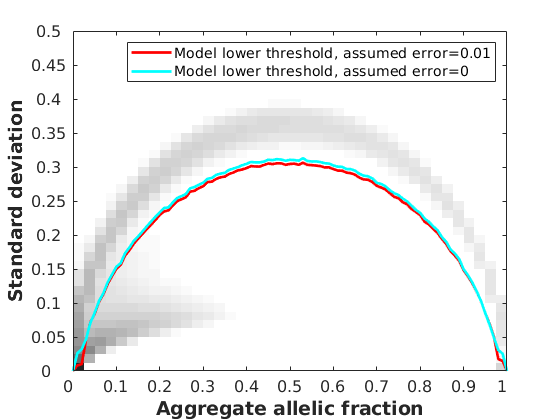 Model lower threshold, assumed error=0.01
Model lower threshold, assumed error=0
0.5
0.45
0.4
0.35
0.3
0.25
0.2
0.15
0.1
0.05
0
Standard deviation
0 0.1 0.2 0.3 0.4 0.5 0.6 0.7 0.8 0.9 1
Aggregate allelic fraction